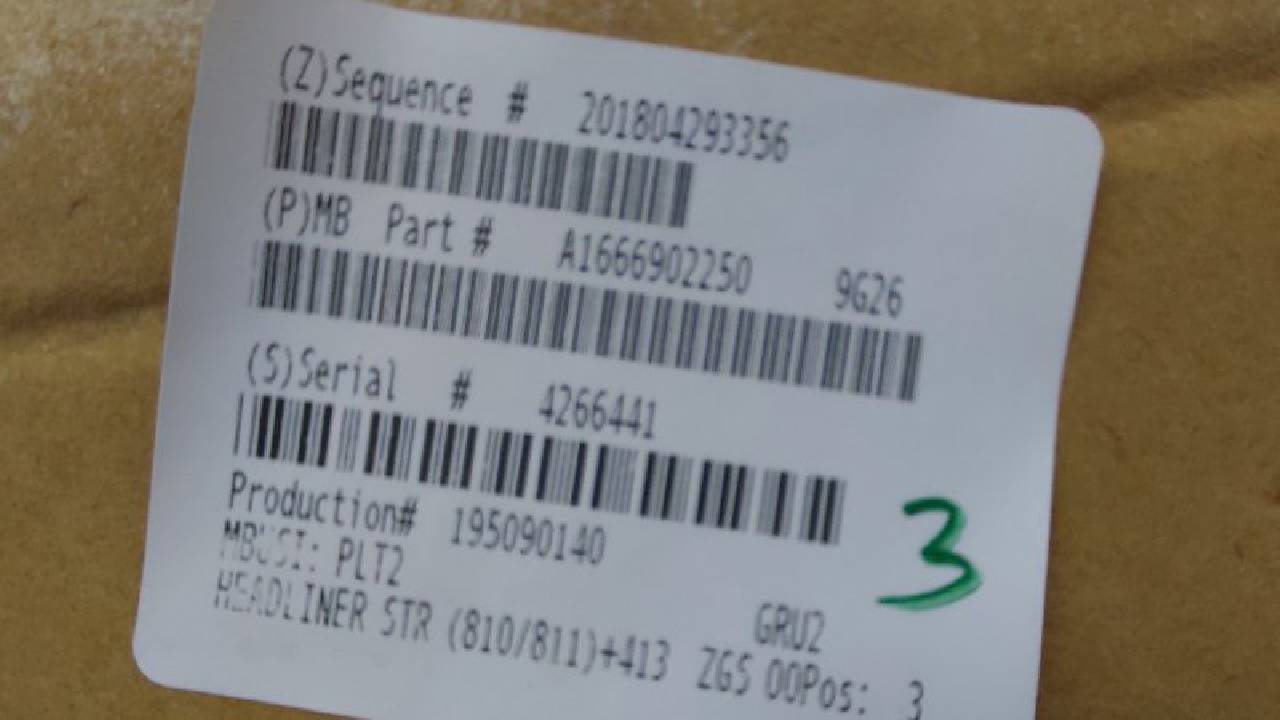 (Z)Sequence # 201804293356
(P)MB Part # A1666902250 9G26
(S)Serial # 4266441
Production# 195090140
MBUSI: PLT2
GRU2
HEADLINER STR (810/811)+413 ZGS 00Pos: 3
3